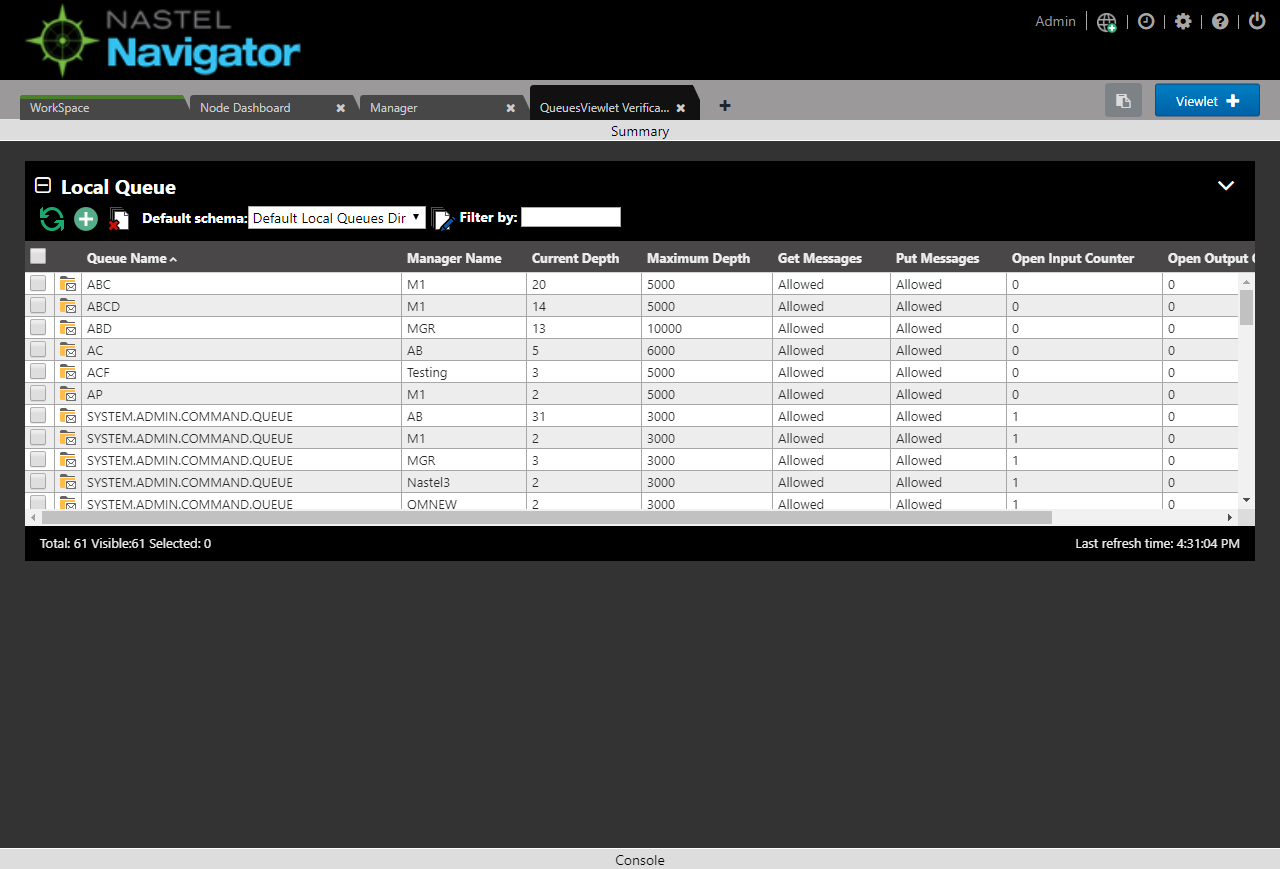 NASTEL
Navigator
Admin
WorkSpace
Node Dashboard
Manager
QueuesViewlet Verifica...
Viewlet
Summary
Local Queue
Default schema: Default Local Queues Dir Filter by:
Queue Name Manager Name Current Depth Maximum Depth Get Messages Put Messages Open Input Counter Open Output C
ABC M1 20 5000 Allowed Allowed 0 0
ABCD M1 14 5000 Allowed Allowed 0 0
ABD MGR 13 10000 Allowed Allowed 0 0
AC AB 5 6000 Allowed Allowed 0 0
ACF Testing 3 5000 Allowed Allowed 0 0
AP M1 2 5000 Allowed Allowed 0 0
SYSTEM.ADMIN.COMMAND.QUEUE AB 31 3000 Allowed Allowed 1 0
SYSTEM.ADMIN.COMMAND.QUEUE M1 2 3000 Allowed Allowed 1 0
SYSTEM.ADMIN.COMMAND.QUEUE MGR 3 3000 Allowed Allowed 1 0
SYSTEM.ADMIN.COMMAND.QUEUE Nastel3 2 3000 Allowed Allowed 1 0
SYSTEM.ADMIN.COMMAND.QUEUE QMNEW 2 3000 Allowed Allowed 1 0
Total: 61 Visible:61 Selected: 0
Last refresh time: 4:31:04 PM
Console